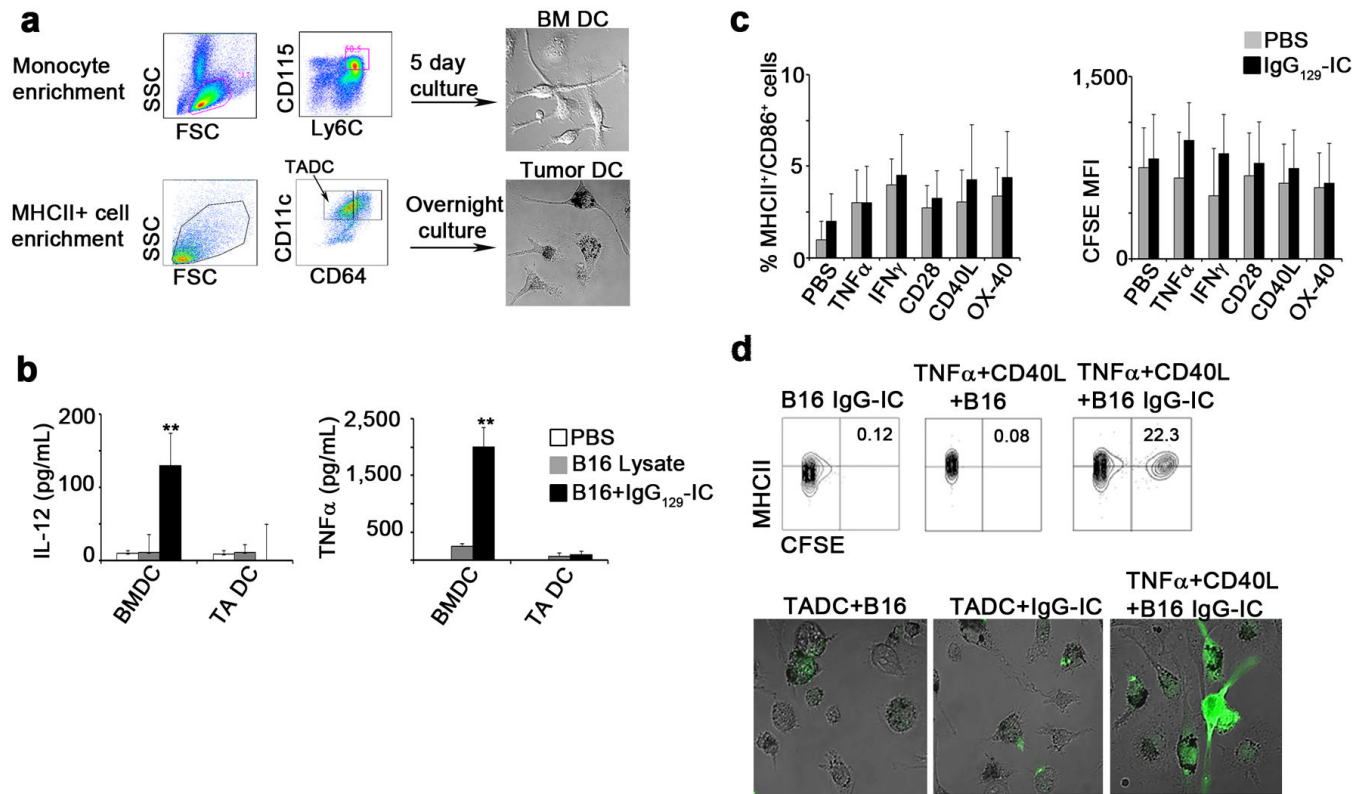 a
Monocyte
enrichment
SSC
FSC
CD115
50.5
Ly6C
5 day
culture
BM DC
MHCII+ cell
enrichment
SSC
FSC
TADC
CD11c
CD64
Overnight
culture
Tumor DC
b
IL-12 (pg/mL)
200
100
0
**
BMDC
TA DC
TNFα (pg/mL)
2,500
1,500
500
**
BMDC
TA DC
PBS
B16 Lysate
B16+IgG129-IC
c
% MHCII+/CD86+ cells
10
5
0
PBS
TNFα
IFNγ
CD28
CD40L
OX-40
CFSE MFI
1,500
0
PBS
TNFα
IFNγ
CD28
CD40L
OX-40
PBS
IgG129-IC
d
B16 IgG-IC
TNFα+CD40L
+B16
TNFα+CD40L
+B16 IgG-IC
0.12
0.08
22.3
MHCII
CFSE
TADC+B16
TADC+IgG-IC
TNFα+CD40L
+B16 IgG-IC